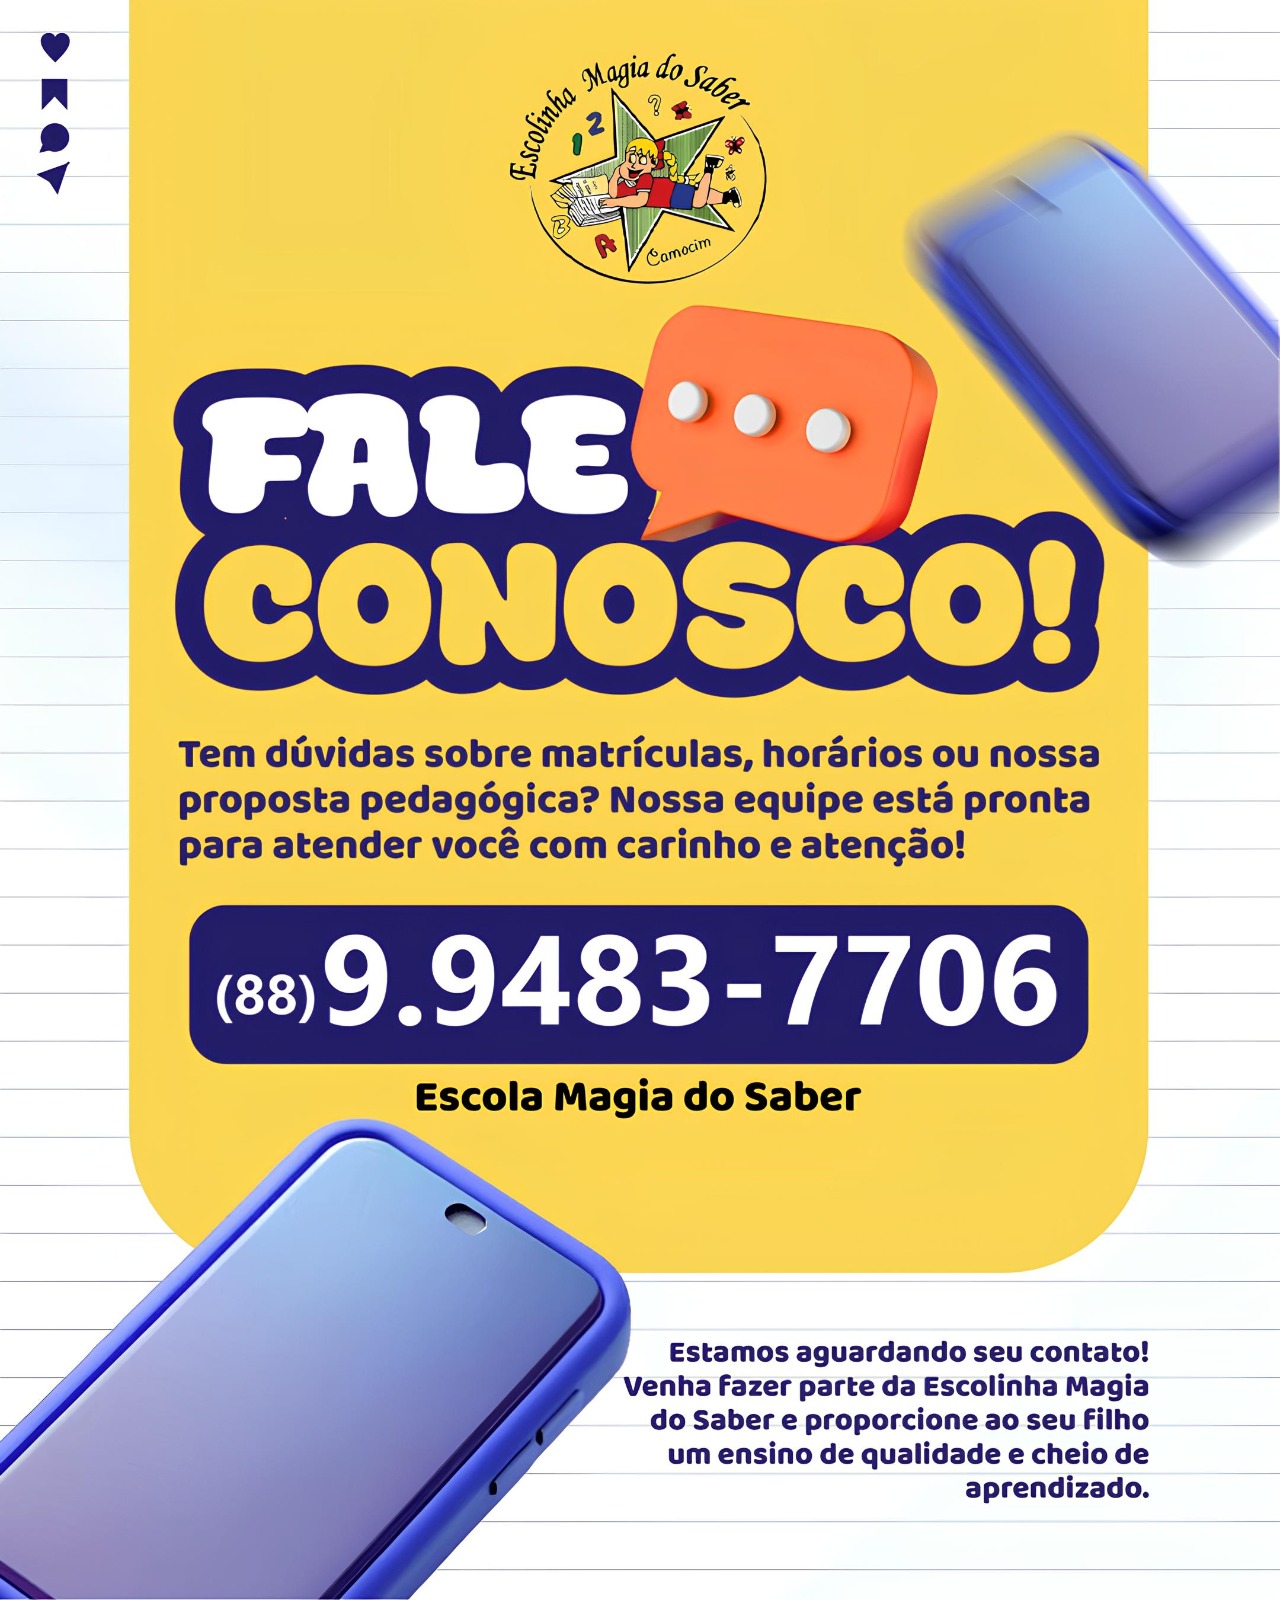 Escolinha Magia do Saber
1 2 ?
B A
Camocim
FALE
CONOSCO!
Tem dúvidas sobre matrículas, horários ou nossa
proposta pedagógica? Nossa equipe está pronta
para atender você com carinho e atenção!
(88) 9.9483-7706
Escola Magia do Saber
Estamos aguardando seu contato!
Venha fazer parte da Escolinha Magia
do Saber e proporcione ao seu filho
um ensino de qualidade e cheio de
aprendizado.